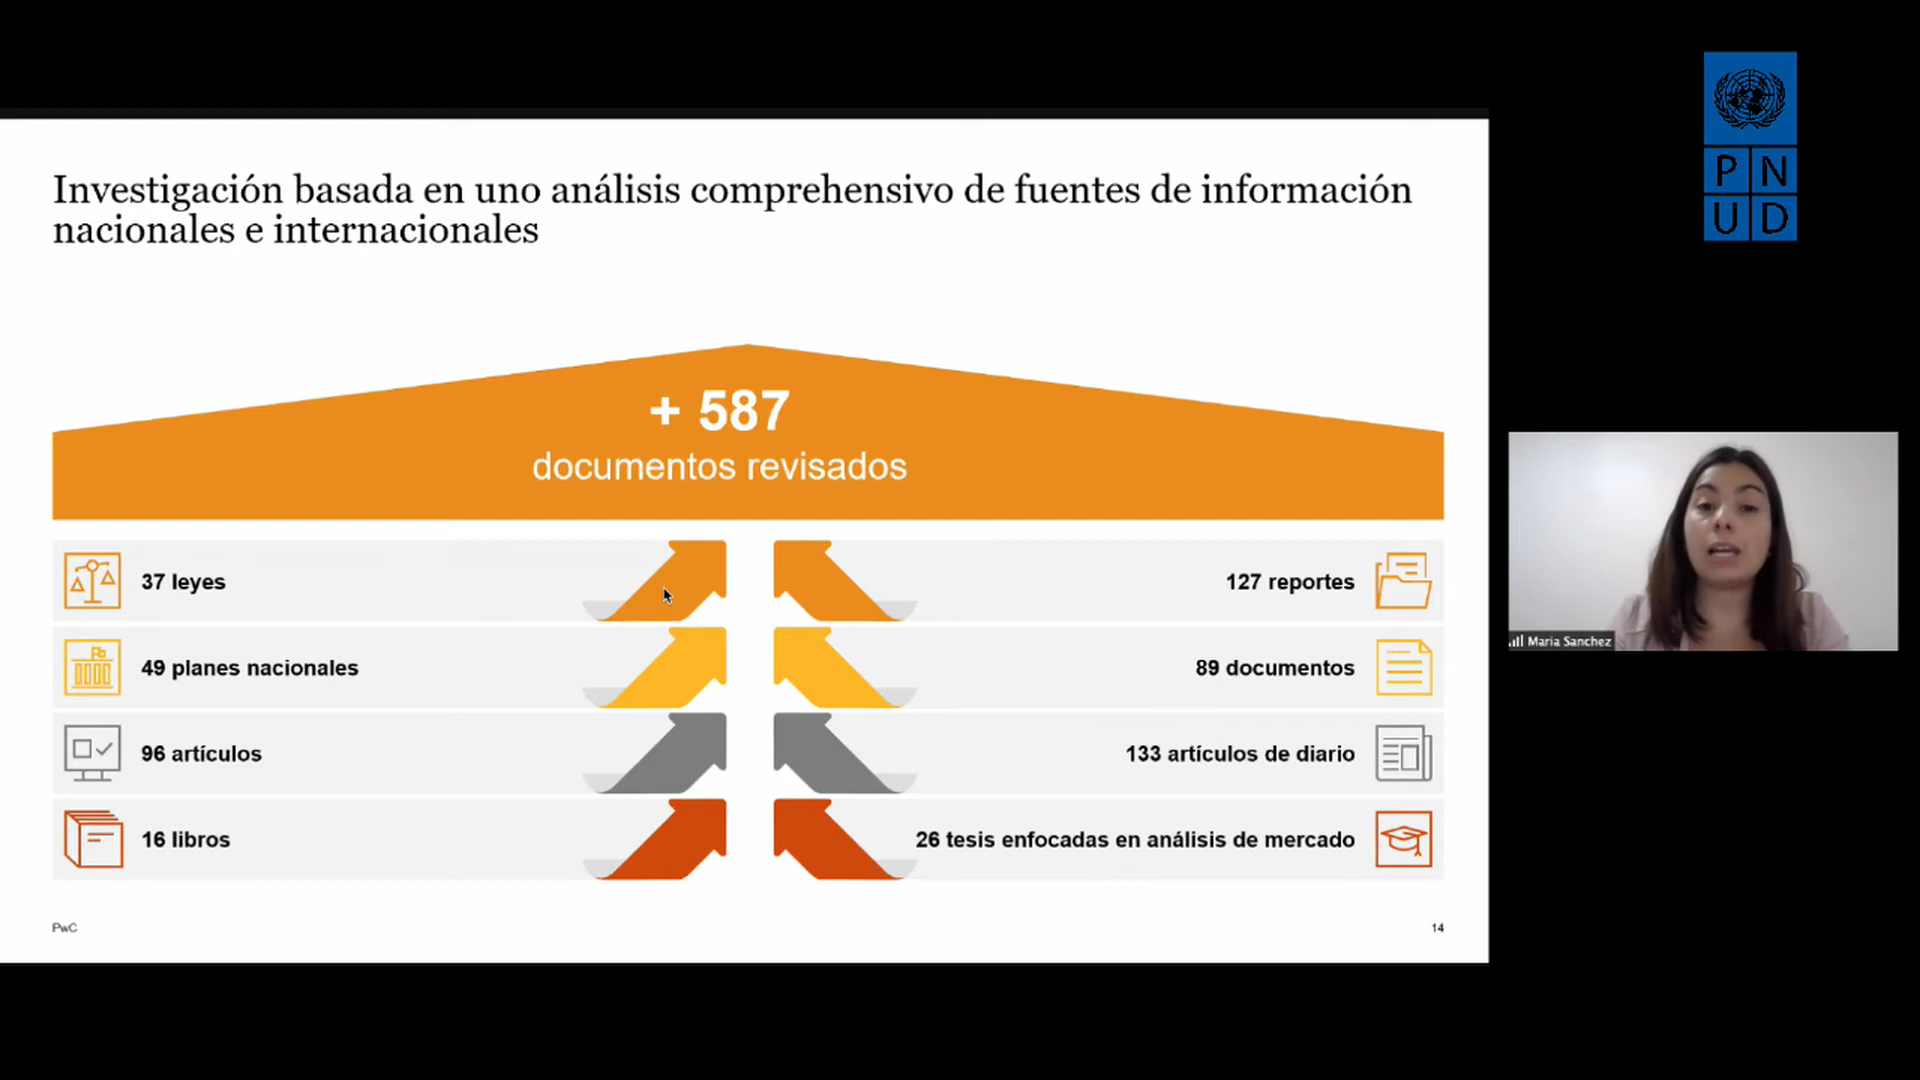 Investigación basada en uno análisis comprehensivo de fuentes de información
nacionales e internacionales
+ 587
documentos revisados
37 leyes
127 reportes
49 planes nacionales
89 documentos
96 artículos
133 artículos de diario
16 libros
26 tesis enfocadas en análisis de mercado
PwC
14
P N
U D
Maria Sanchez